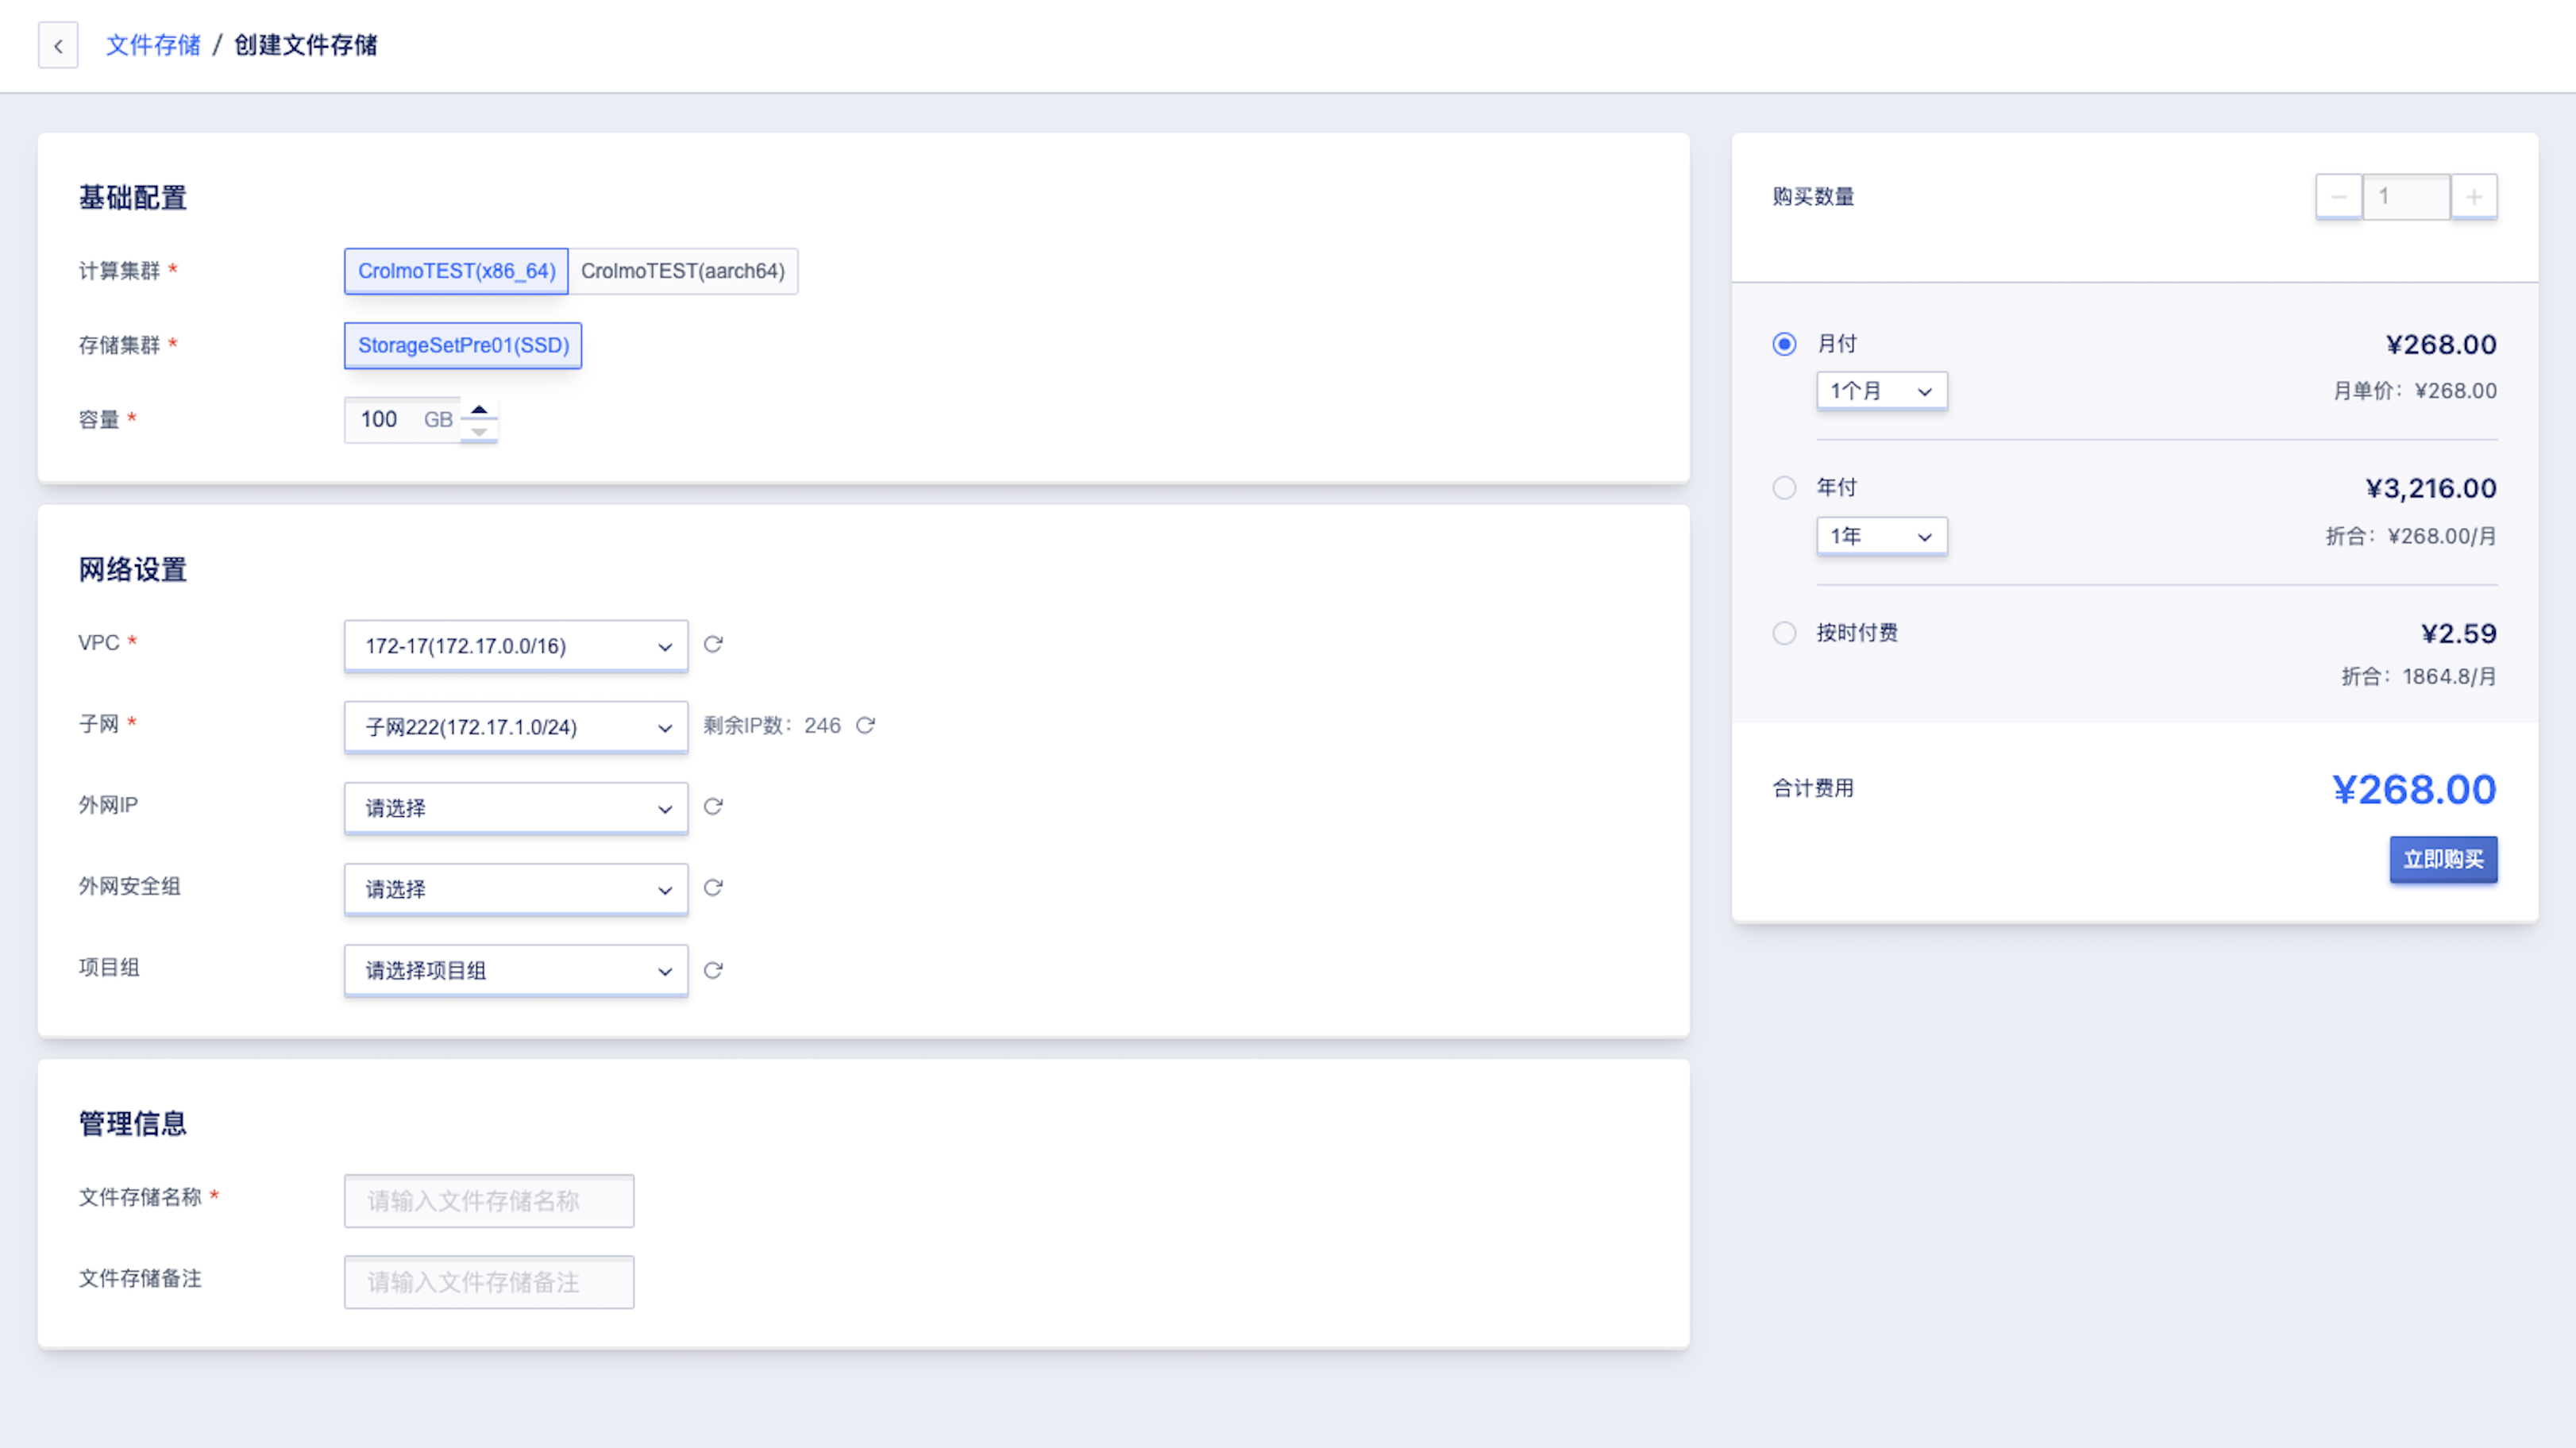 文件存储 / 创建文件存储
基础配置
计算集群 * CrolmoTEST(x86_64) CrolmoTEST(aarch64)
存储集群 * StorageSetPre01(SSD)
容量 * 100 GB
网络设置
VPC * 172-17(172.17.0.0/16)
子网 * 子网222(172.17.1.0/24) 剩余IP数：246
外网IP 请选择
外网安全组 请选择
项目组 请选择项目组
管理信息
文件存储名称 * 请输入文件存储名称
文件存储备注 请输入文件存储备注
购买数量 1
月付 ¥268.00
1个月 月单价：¥268.00
年付 ¥3,216.00
1年 折合：¥268.00/月
按时付费 ¥2.59
折合：1864.8/月
合计费用 ¥268.00
立即购买